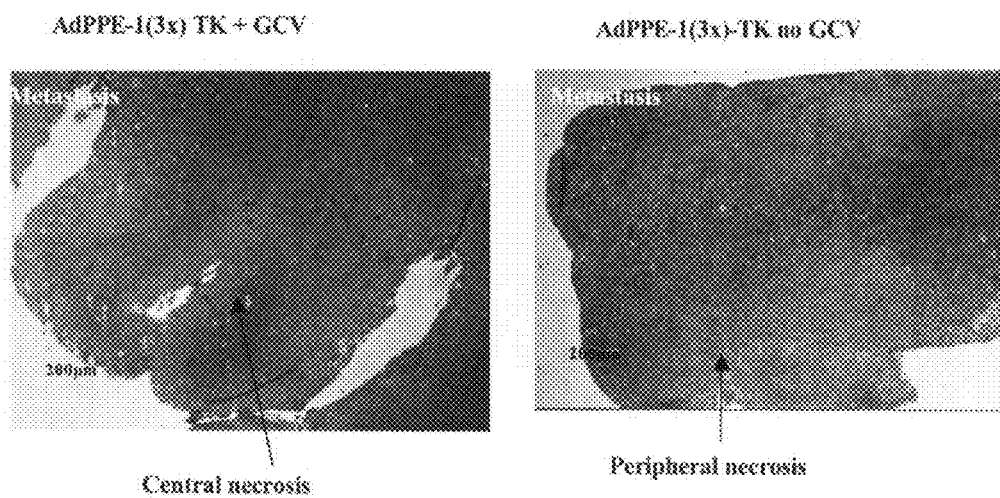 AdPPE-1(3x) TK + GCV
AdPPE-1(3x)-TK no GCV
Metastasis
Metastasis
200µm
200µm
Central necrosis
Peripheral necrosis